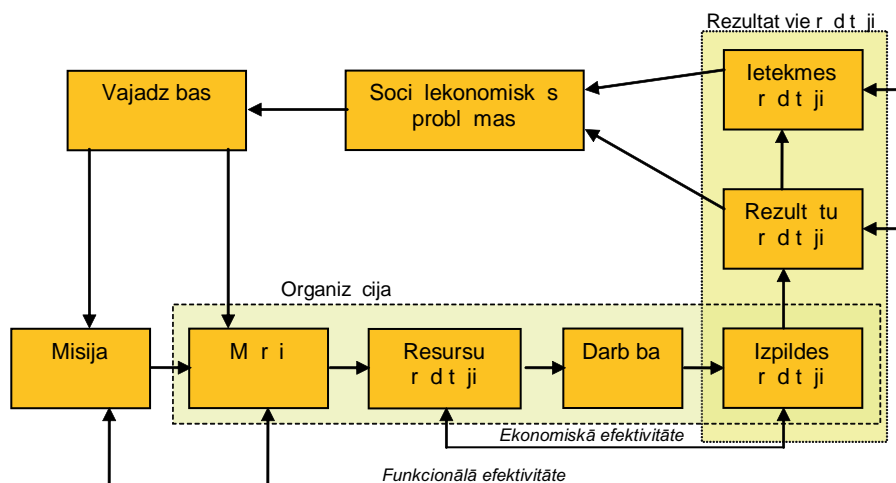 Rezultat vie r d t ji
Vajadz bas
Soci lekonomisk s
probl mas
Ietekmes
r d t ji
Rezult tu
r d t ji
Organiz cija
Misija
M r i
Resursu
r d t ji
Darb ba
Izpildes
r d t ji
Ekonomiskā efektivitāte
Funkcionālā efektivitāte